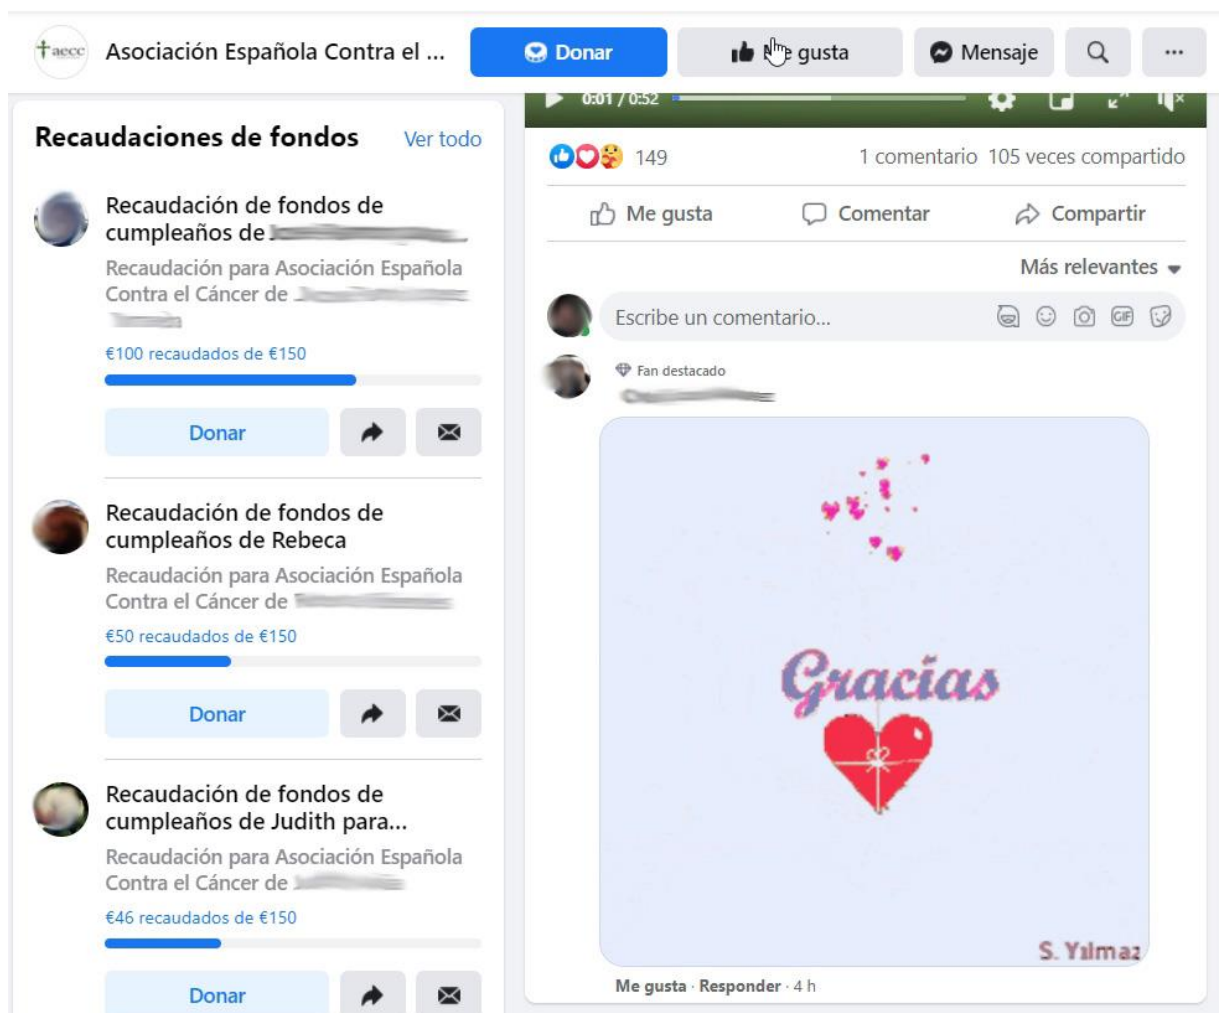 aecc
Asociación Española Contra el ...
Donar
gusta
Mensaje
Recaudaciones de fondos
Ver todo
Recaudación de fondos de
cumpleaños de
Recaudación para Asociación Española
Contra el Cáncer de
€100 recaudados de €150
Donar
Recaudación de fondos de
cumpleaños de Rebeca
Recaudación para Asociación Española
Contra el Cáncer de
€50 recaudados de €150
Donar
Recaudación de fondos de
cumpleaños de Judith para...
Recaudación para Asociación Española
Contra el Cáncer de
€46 recaudados de €150
Donar
0:01 / 0:52
149
1 comentario 105 veces compartido
Me gusta
Comentar
Compartir
Más relevantes
Escribe un comentario...
GIF
Fan destacado
Gracias
S. Yılmaz
Me gusta · Responder · 4 h